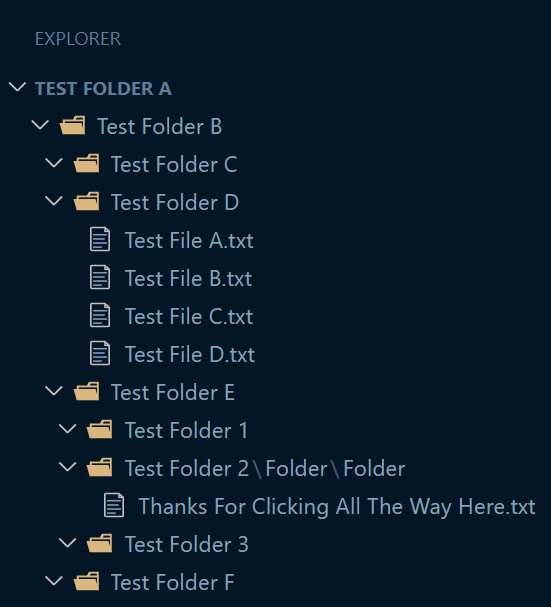 EXPLORER
TEST FOLDER A
Test Folder B
Test Folder C
Test Folder D
Test File A.txt
Test File B.txt
Test File C.txt
Test File D.txt
Test Folder E
Test Folder 1
Test Folder 2\Folder\Folder
Thanks For Clicking All The Way Here.txt
Test Folder 3
Test Folder F